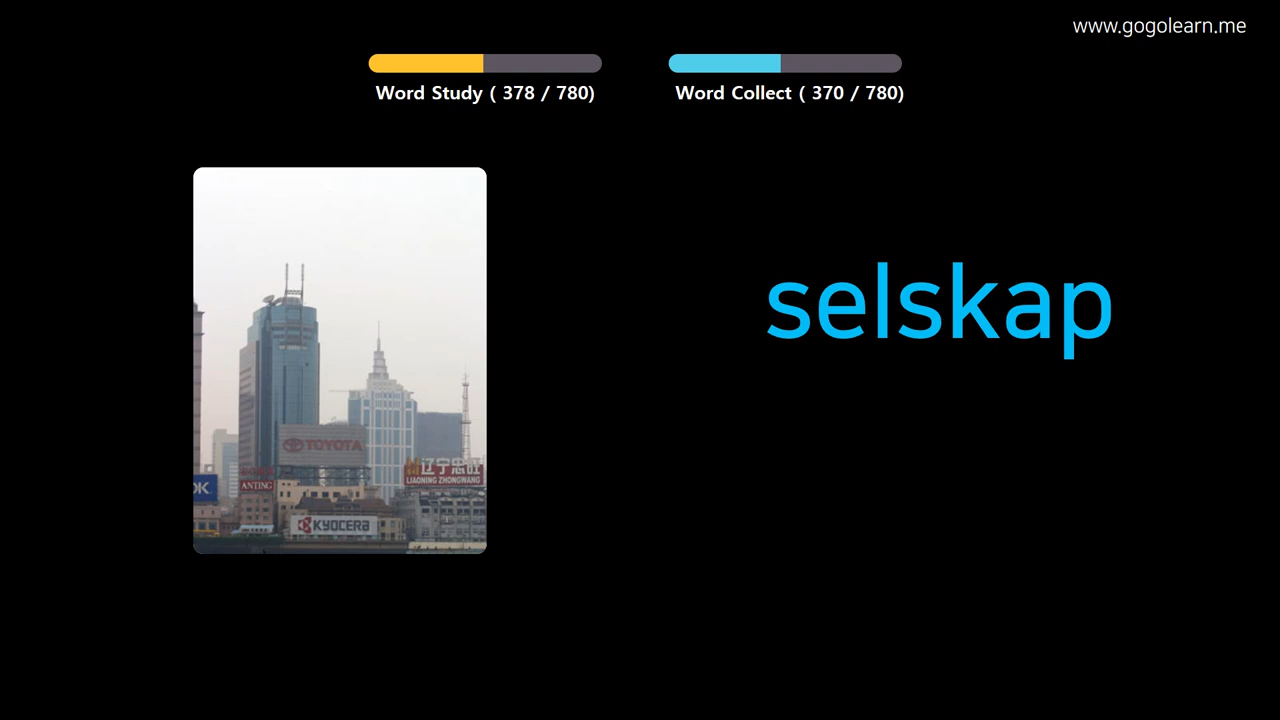 www.gogolearn.me
Word Study ( 378 / 780)
Word Collect ( 370 / 780)
selskap
TOYOTA
辽宁忠旺
LIAONING ZHONGWANG
ANTING
KYOCERA